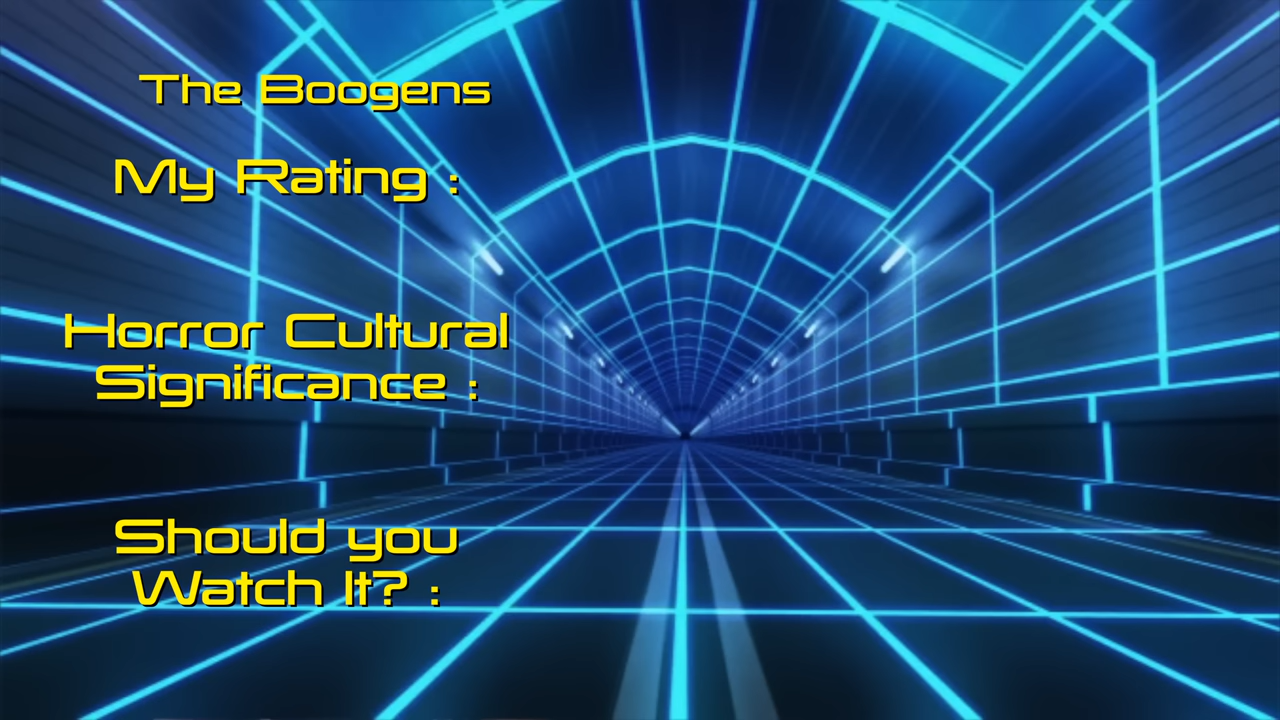 The Boogens
My Rating :
Horror Cultural
Significance :
Should you
Watch It? :